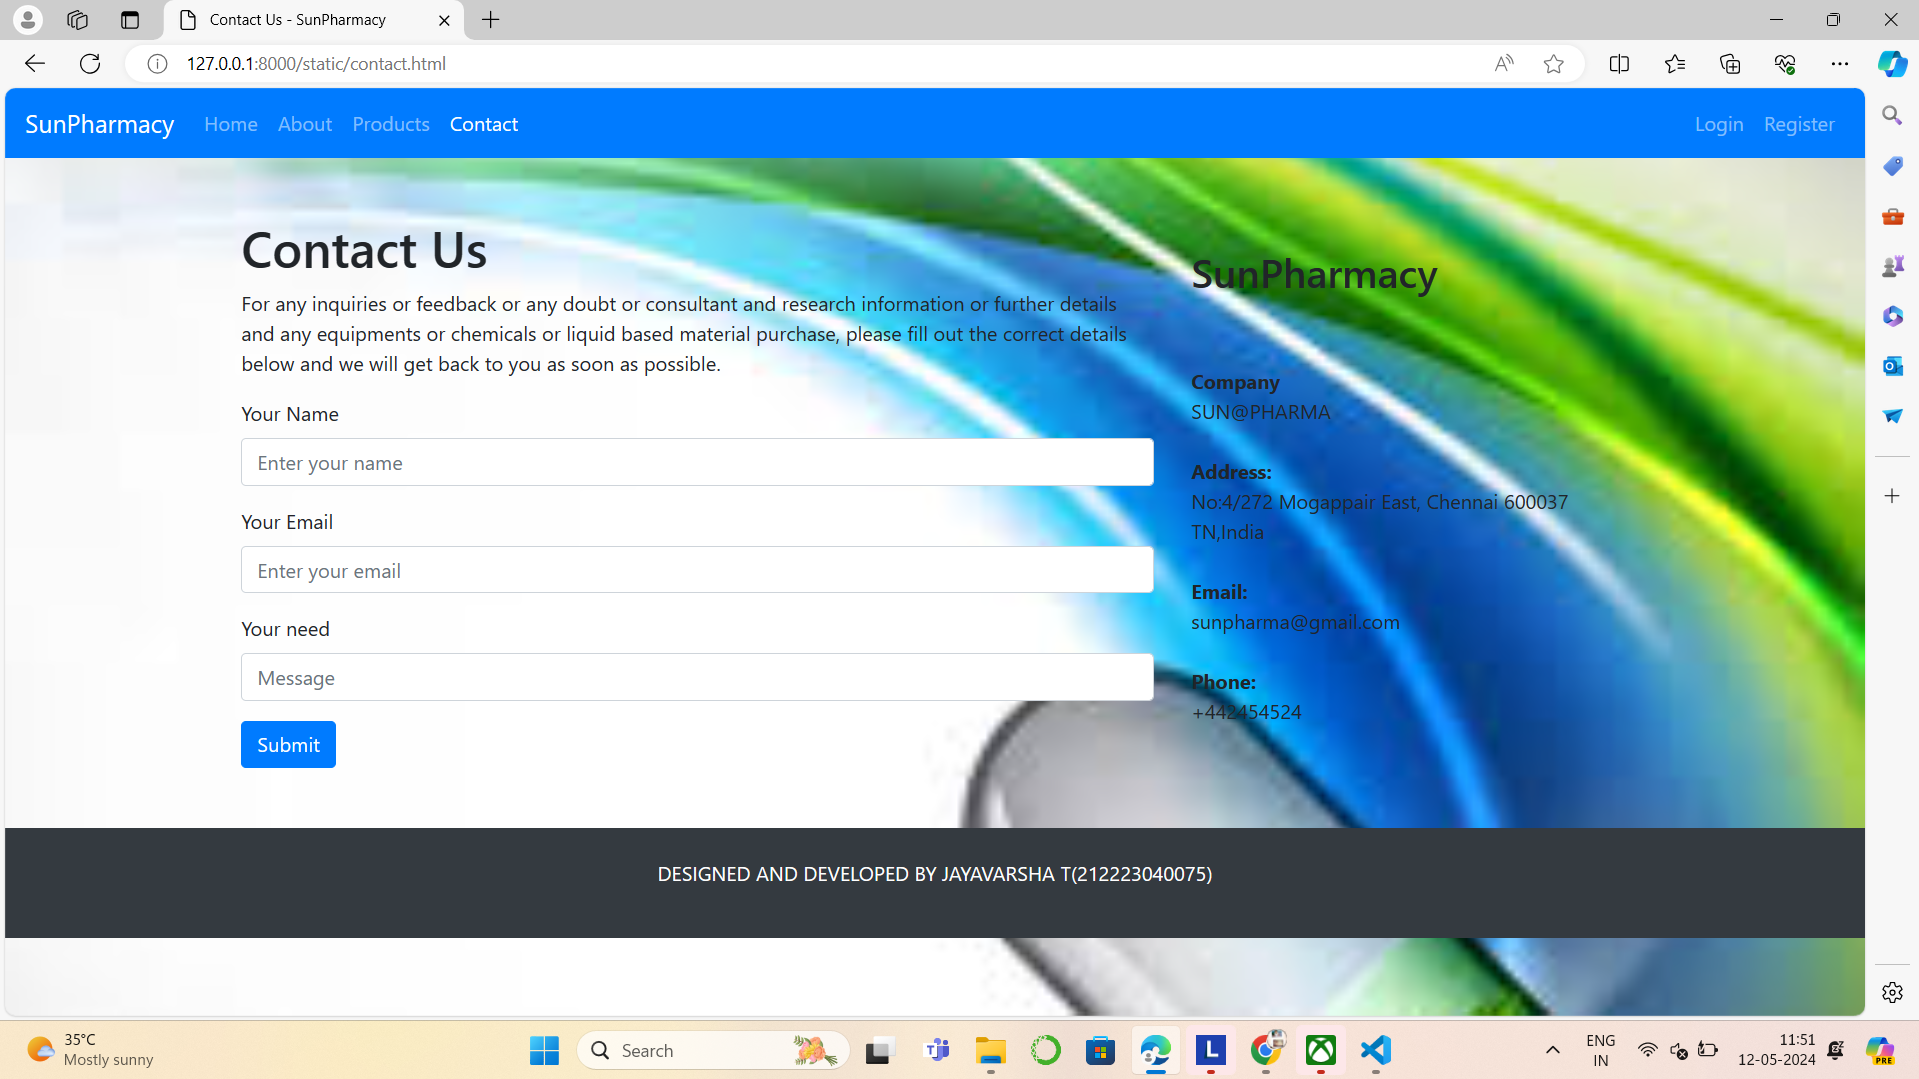 Contact Us - SunPharmacy
127.0.0.1:8000/static/contact.html
SunPharmacy Home About Products Contact Login Register
Contact Us
For any inquiries or feedback or any doubt or consultant and research information or further details
and any equipments or chemicals or liquid based material purchase, please fill out the correct details
below and we will get back to you as soon as possible.
Your Name
Enter your name
Your Email
Enter your email
Your need
Message
Submit
SunPharmacy
Company
SUN@PHARMA
Address:
No:4/272 Mogappair East, Chennai 600037
TN,India
Email:
sunpharma@gmail.com
Phone:
+442454524
DESIGNED AND DEVELOPED BY JAYAVARSHA T(212223040075)
35°C
Mostly sunny
Search
ENG
IN
11:51
12-05-2024
PRE